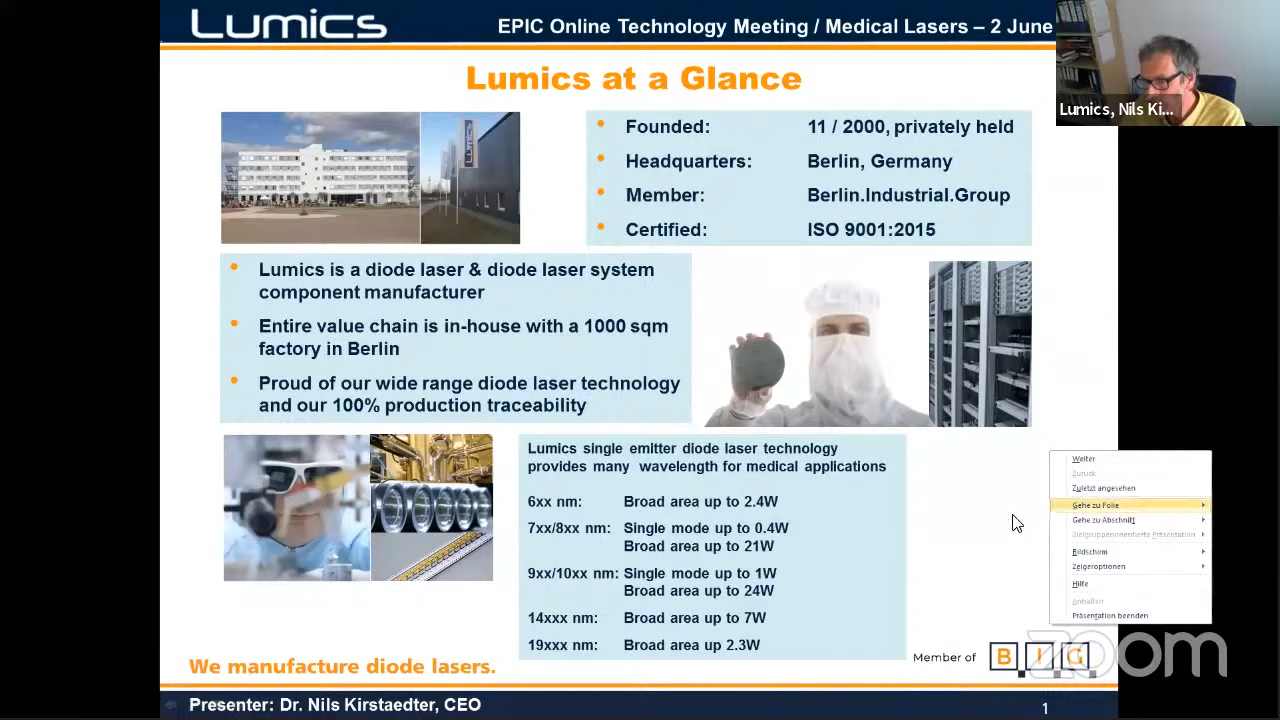 Lumics
EPIC Online Technology Meeting / Medical Lasers – 2 June
Lumics, Nils Ki...
Lumics at a Glance
LUMICS
• Founded: 11 / 2000, privately held
• Headquarters: Berlin, Germany
• Member: Berlin.Industrial.Group
• Certified: ISO 9001:2015
• Lumics is a diode laser & diode laser system
component manufacturer
• Entire value chain is in-house with a 1000 sqm
factory in Berlin
• Proud of our wide range diode laser technology
and our 100% production traceability
Lumics single emitter diode laser technology
provides many wavelength for medical applications
6xx nm: Broad area up to 2.4W
7xx/8xx nm: Single mode up to 0.4W
Broad area up to 21W
9xx/10xx nm: Single mode up to 1W
Broad area up to 24W
14xxx nm: Broad area up to 7W
19xxx nm: Broad area up 2.3W
Weiter
Zurück
Zuletzt angesehen
Gehe zu Folie
Gehe zu Abschnitt
Zielgruppenorientierte Präsentation
Bildschirm
Zeigeroptionen
Hilfe
Anhalten
Präsentation beenden
We manufacture diode lasers.
Member of B I G
zoom
Presenter: Dr. Nils Kirstaedter, CEO
1